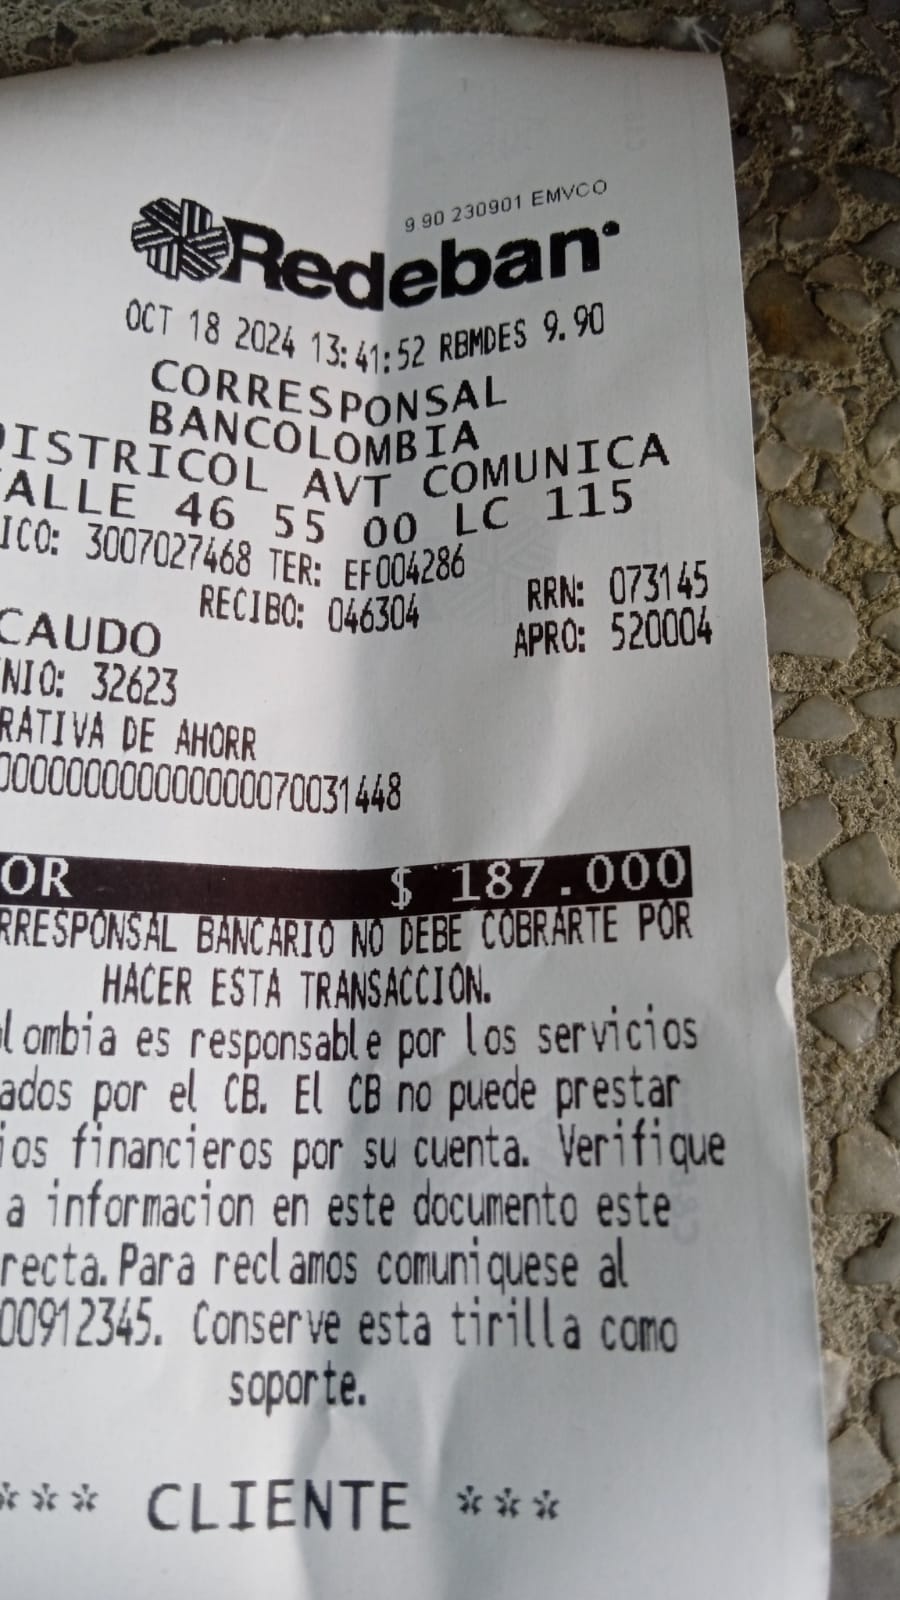 9 90 230901 EMVCO
Redeban
OCT 18 2024 13:41:52 RBMDES 9.90
CORRESPONSAL
BANCOLOMBIA
DISTRICOL AVT COMUNICA
ALLE 46 55 00 LC 115
ICO: 3007027468 TER: EF004286
RECIBO: 046304 RRN: 073145
CAUDO APRO: 520004
NIO: 32623
RATIVA DE AHORR
000000000000000070031448
OR $ 187.000
RRESPONSAL BANCARIO NO DEBE COBRARTE POR
HACER ESTA TRANSACCION.
lombia es responsable por los servicios
ados por el CB. El CB no puede prestar
ios financieros por su cuenta. Verifique
a informacion en este documento este
recta. Para reclamos comuniquese al
00912345. Conserve esta tirilla como
soporte.
*** CLIENTE ***